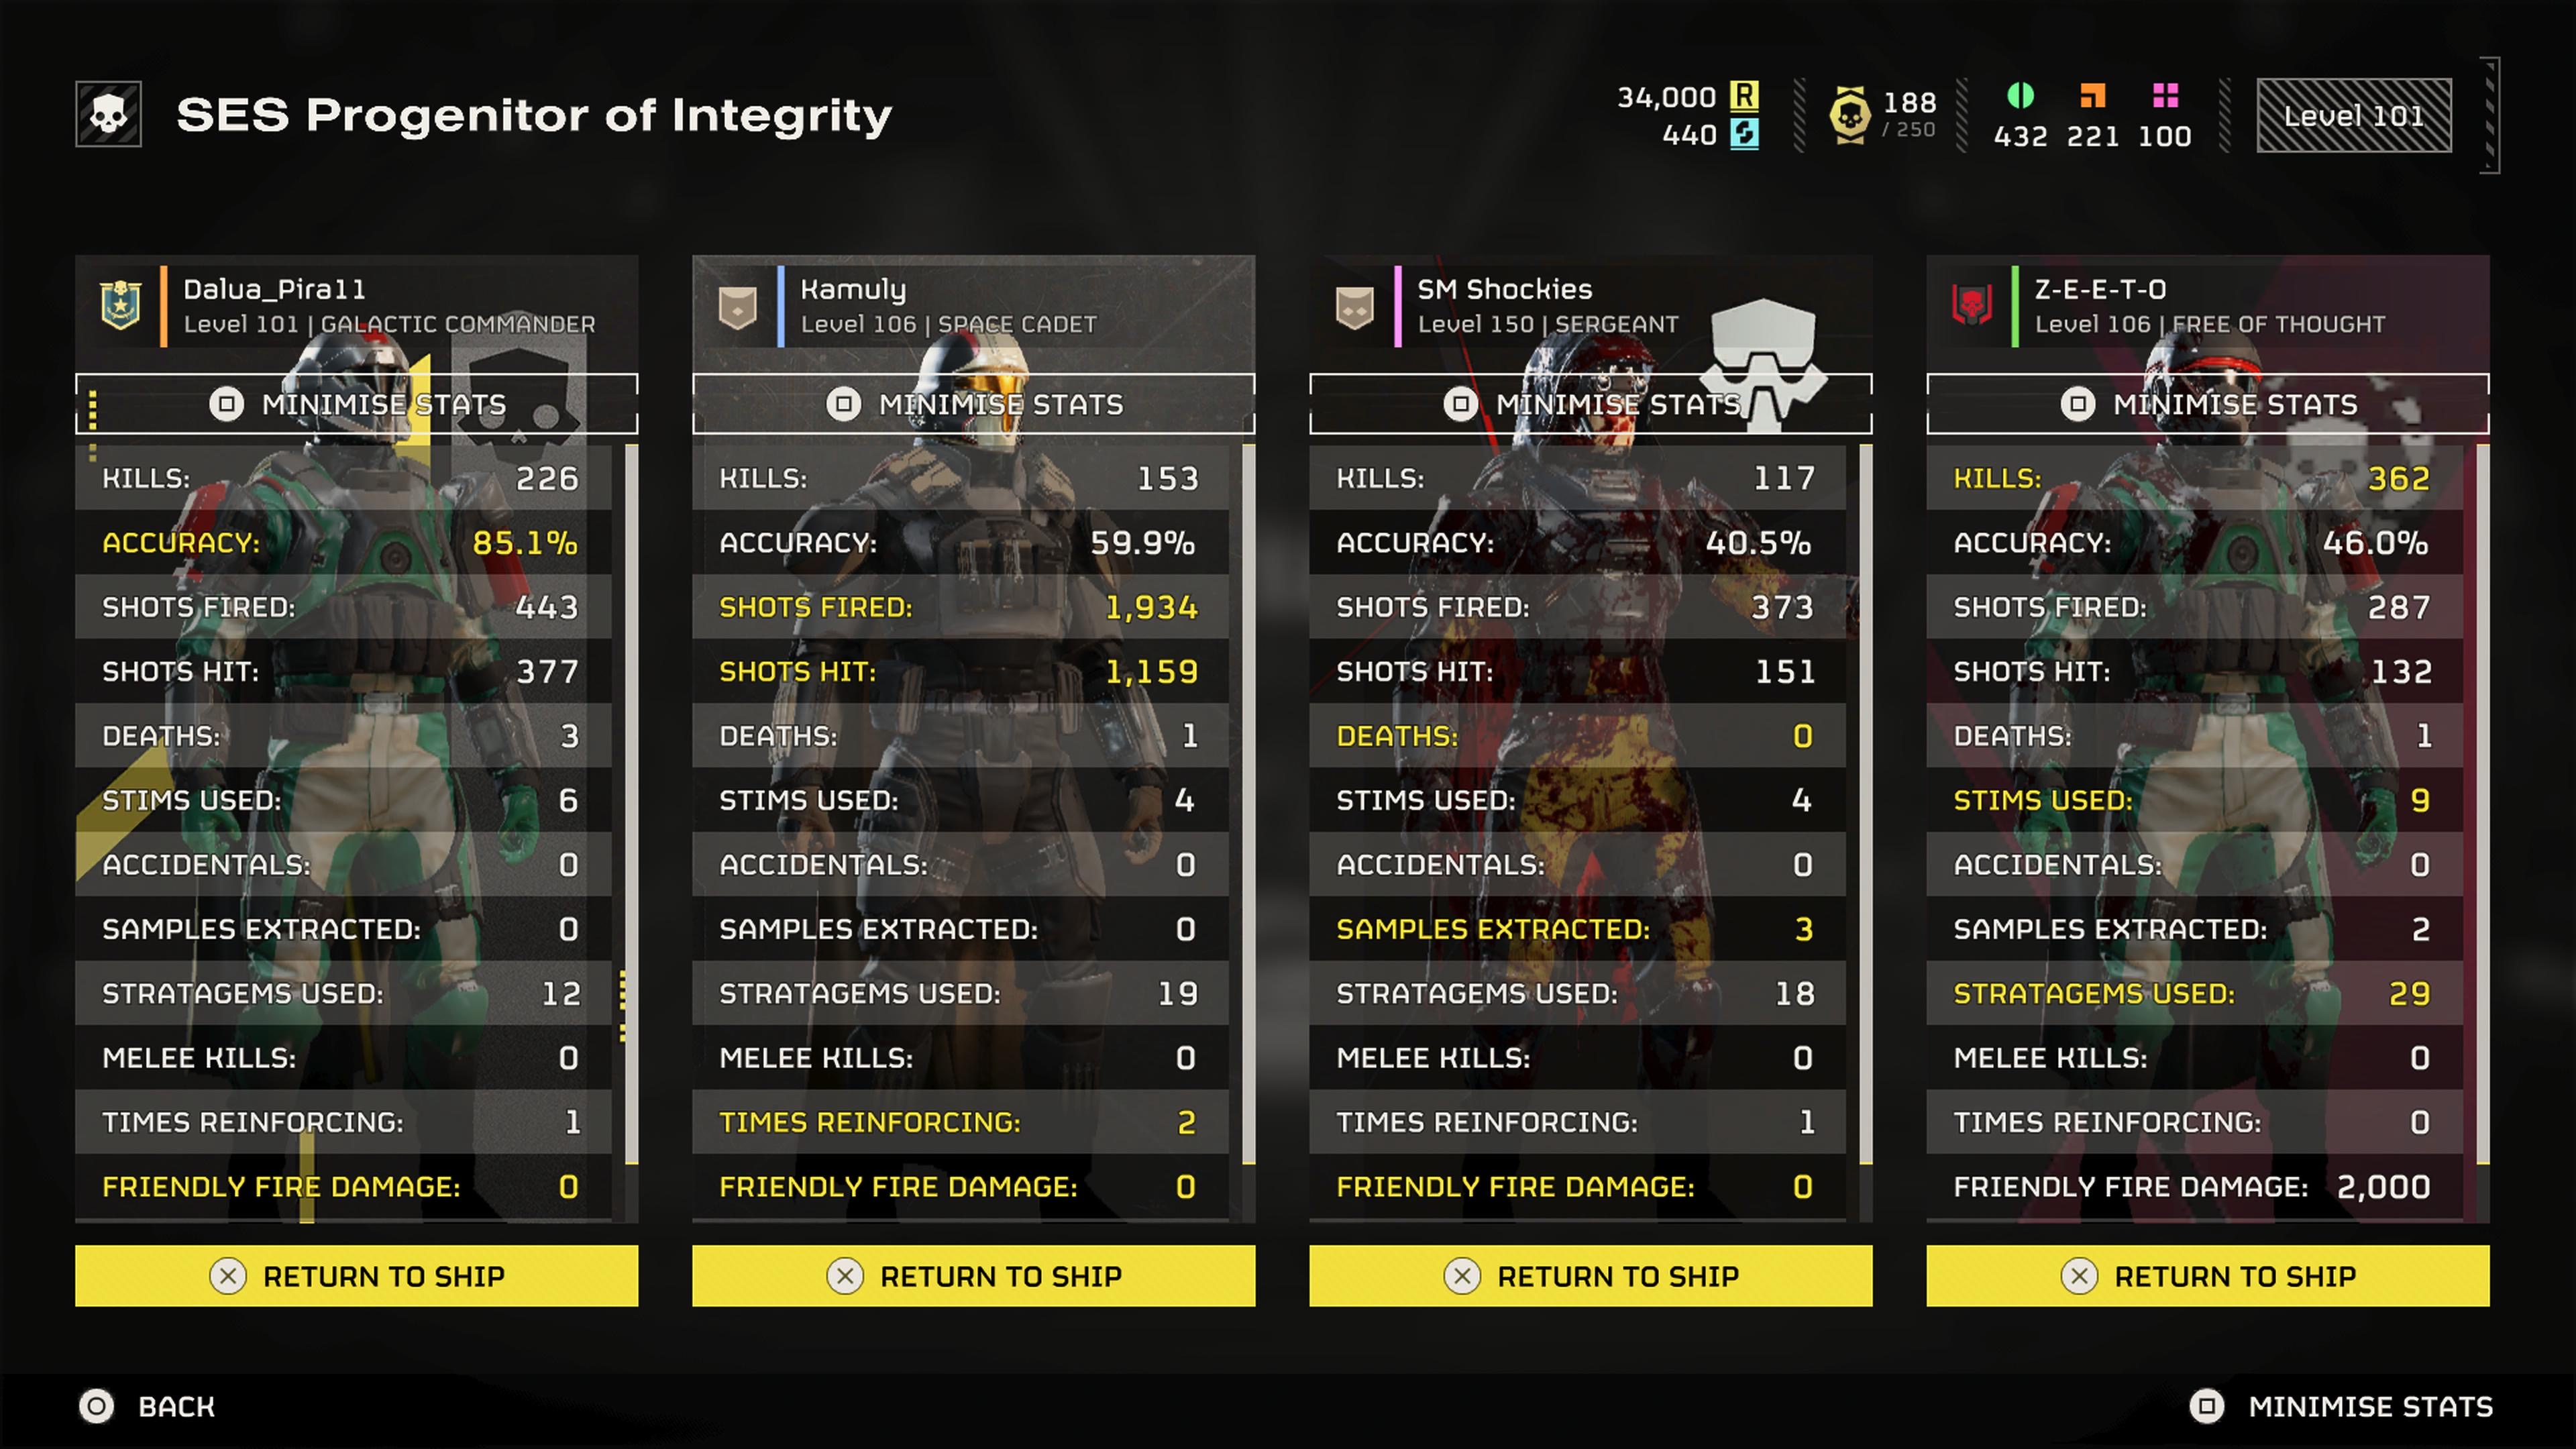 SES Progenitor of Integrity
34,000 R
440 S
188
/ 250
432 221 100
Level 101
Dalua_Pira11
Level 101 | GALACTIC COMMANDER
MINIMISE STATS
KILLS: 226
ACCURACY: 85.1%
SHOTS FIRED: 443
SHOTS HIT: 377
DEATHS: 3
STIMS USED: 6
ACCIDENTALS: 0
SAMPLES EXTRACTED: 0
STRATAGEMS USED: 12
MELEE KILLS: 0
TIMES REINFORCING: 1
FRIENDLY FIRE DAMAGE: 0
RETURN TO SHIP
Kamuly
Level 106 | SPACE CADET
MINIMISE STATS
KILLS: 153
ACCURACY: 59.9%
SHOTS FIRED: 1,934
SHOTS HIT: 1,159
DEATHS: 1
STIMS USED: 4
ACCIDENTALS: 0
SAMPLES EXTRACTED: 0
STRATAGEMS USED: 19
MELEE KILLS: 0
TIMES REINFORCING: 2
FRIENDLY FIRE DAMAGE: 0
RETURN TO SHIP
SM Shockies
Level 150 | SERGEANT
MINIMISE STATS
KILLS: 117
ACCURACY: 40.5%
SHOTS FIRED: 373
SHOTS HIT: 151
DEATHS: 0
STIMS USED: 4
ACCIDENTALS: 0
SAMPLES EXTRACTED: 3
STRATAGEMS USED: 18
MELEE KILLS: 0
TIMES REINFORCING: 1
FRIENDLY FIRE DAMAGE: 0
RETURN TO SHIP
Z-E-E-T-O
Level 106 | FREE OF THOUGHT
MINIMISE STATS
KILLS: 362
ACCURACY: 46.0%
SHOTS FIRED: 287
SHOTS HIT: 132
DEATHS: 1
STIMS USED: 9
ACCIDENTALS: 0
SAMPLES EXTRACTED: 2
STRATAGEMS USED: 29
MELEE KILLS: 0
TIMES REINFORCING: 0
FRIENDLY FIRE DAMAGE: 2,000
RETURN TO SHIP
BACK
MINIMISE STATS